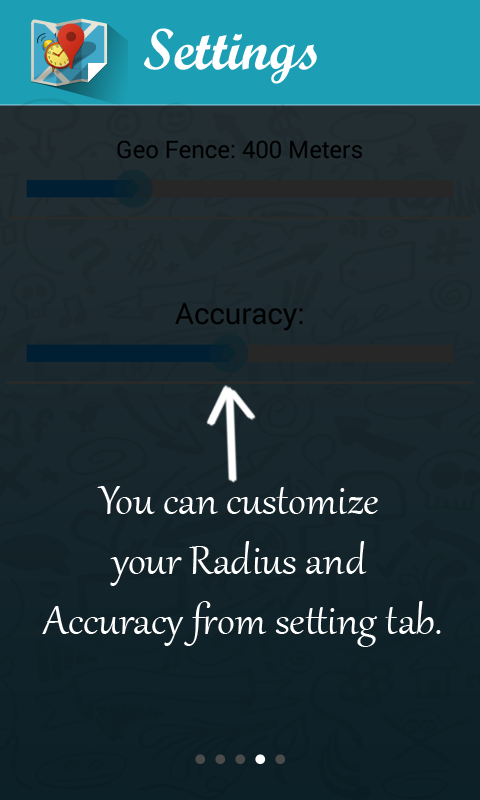 Settings
Geo Fence: 400 Meters
Accuracy:
You can customize
your Radius and
Accuracy from setting tab.